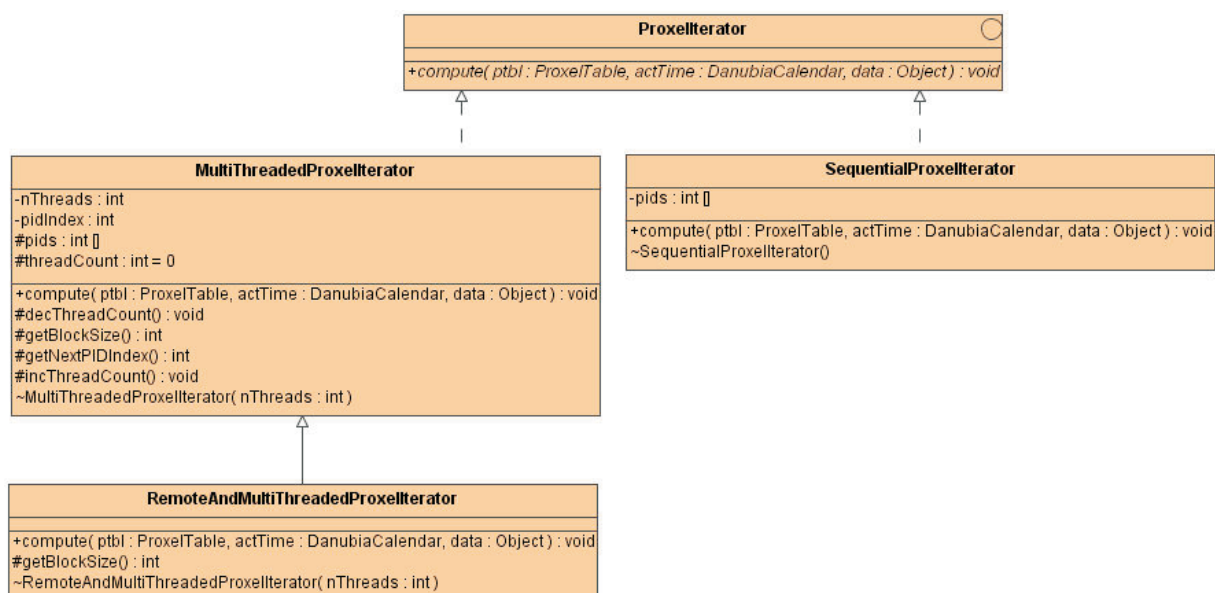 ProxelIterator
+compute( ptbl : ProxelTable, actTime : DanubiaCalendar, data : Object ) : void
MultiThreadedProxelIterator
-nThreads : int
-pidIndex : int
#pids : int []
#threadCount : int = 0
+compute( ptbl : ProxelTable, actTime : DanubiaCalendar, data : Object ) : void
#decThreadCount() : void
#getBlockSize() : int
#getNextPIDIndex() : int
#incThreadCount() : void
~MultiThreadedProxelIterator( nThreads : int )
SequentialProxelIterator
-pids : int []
+compute( ptbl : ProxelTable, actTime : DanubiaCalendar, data : Object ) : void
~SequentialProxelIterator()
RemoteAndMultiThreadedProxelIterator
+compute( ptbl : ProxelTable, actTime : DanubiaCalendar, data : Object ) : void
#getBlockSize() : int
~RemoteAndMultiThreadedProxelIterator( nThreads : int )